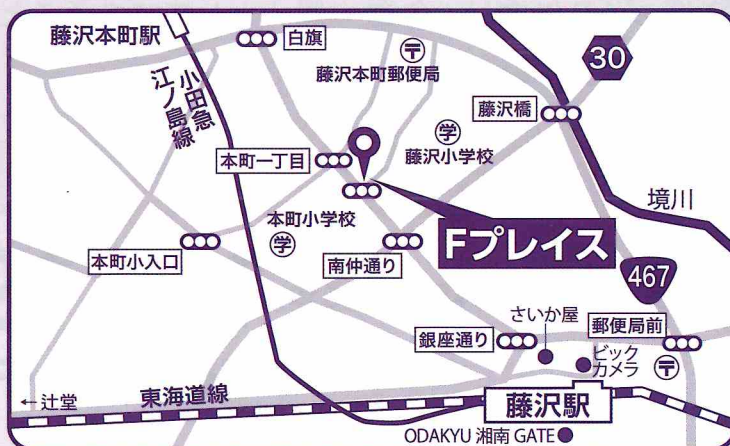 藤沢本町駅
白旗
〒
藤沢本町郵便局
30
小田急
江ノ島線
藤沢橋
学
藤沢小学校
本町一丁目
境川
本町小学校
学
Fプレイス
本町小入口
南仲通り
467
さいか屋
銀座通り
郵便局前
ビック
カメラ
〒
←辻堂
東海道線
藤沢駅
ODAKYU 湘南 GATE